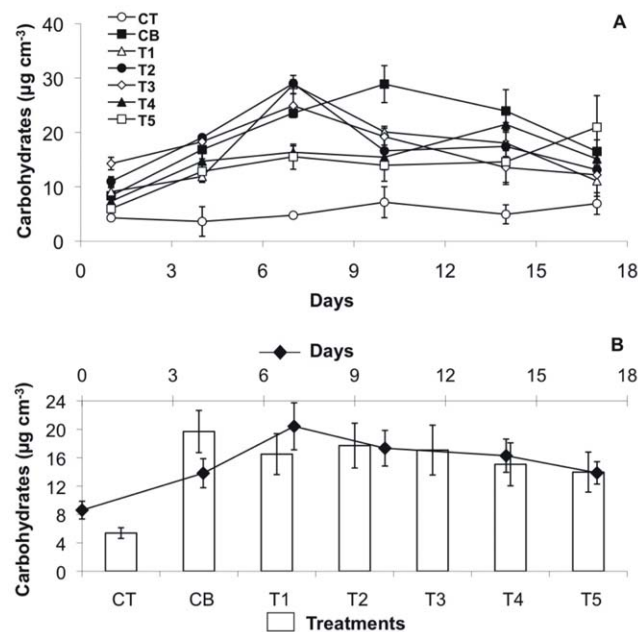 A
Carbohydrates (µg cm⁻³)
40
30
20
10
0
CT
CB
T1
T2
T3
T4
T5
0 3 6 9 12 15 18
Days
B
Days
0 3 6 9 12 15 18
Carbohydrates (µg cm⁻³)
24
20
16
12
8
4
0
CT CB T1 T2 T3 T4 T5
Treatments